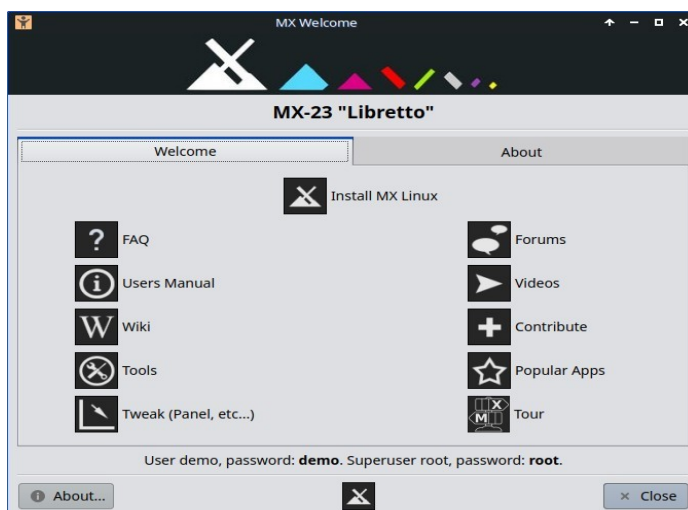 MX Welcome
MX-23 "Libretto"
Welcome About
Install MX Linux
? FAQ Forums
i Users Manual Videos
W Wiki Contribute
Tools Popular Apps
Tweak (Panel, etc...) MX Tour
User demo, password: demo. Superuser root, password: root.
i About... × Close